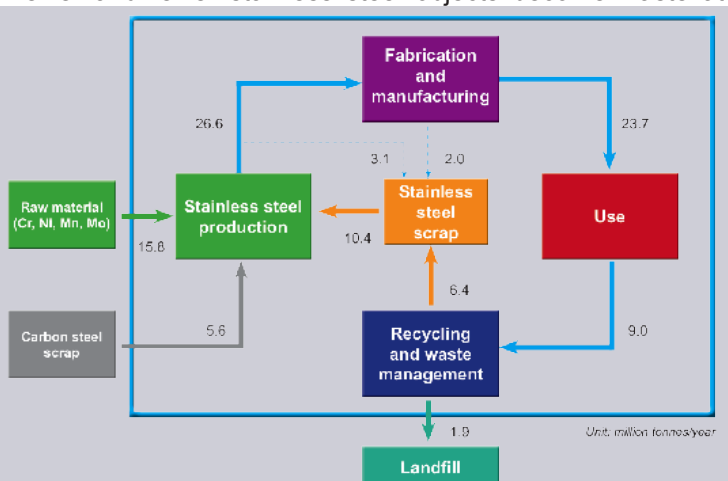 Fabrication
and
manufacturing
26.6
23.7
3.1
2.0
Raw material
(Cr, NI, Mn, Mo)
Stainless steel
production
Stainless
steel
scrap
Use
15.8
10.4
6.4
5.6
9.0
Carbon steel
scrap
Recycling
and waste
management
1.9
Unit: million tonnes/year
Landfill